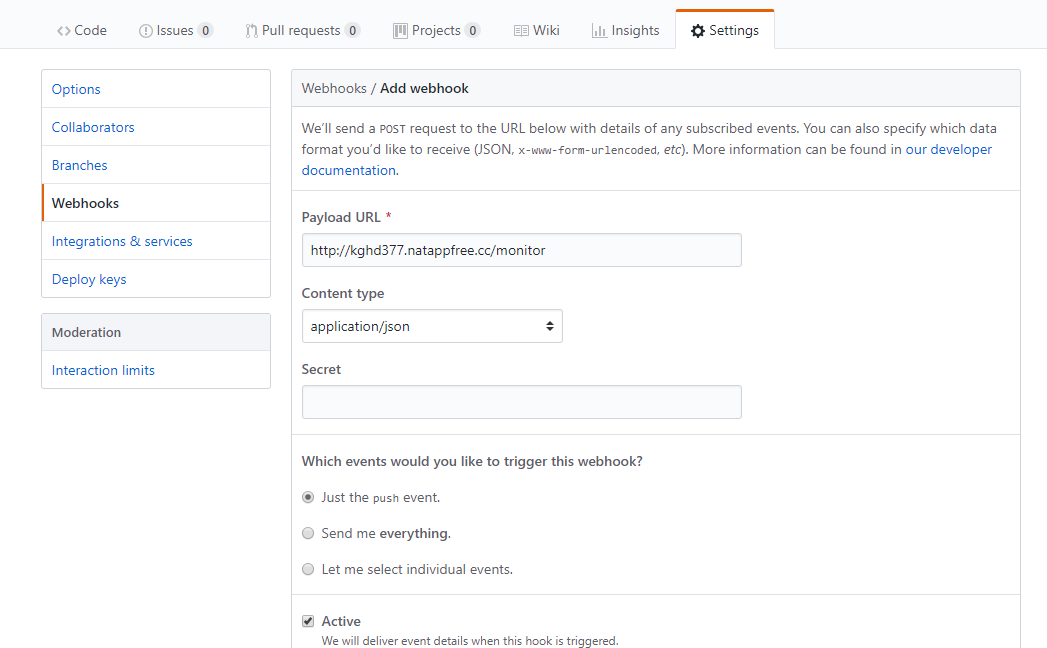 Code Issues 0 Pull requests 0 Projects 0 Wiki Insights Settings
Options
Collaborators
Branches
Webhooks
Integrations & services
Deploy keys
Moderation
Interaction limits
Webhooks / Add webhook
We’ll send a POST request to the URL below with details of any subscribed events. You can also specify which data
format you’d like to receive (JSON, x-www-form-urlencoded, etc). More information can be found in our developer
documentation.
Payload URL *
http://kghd377.natappfree.cc/monitor
Content type
application/json
Secret
Which events would you like to trigger this webhook?
Just the push event.
Send me everything.
Let me select individual events.
Active
We will deliver event details when this hook is triggered.